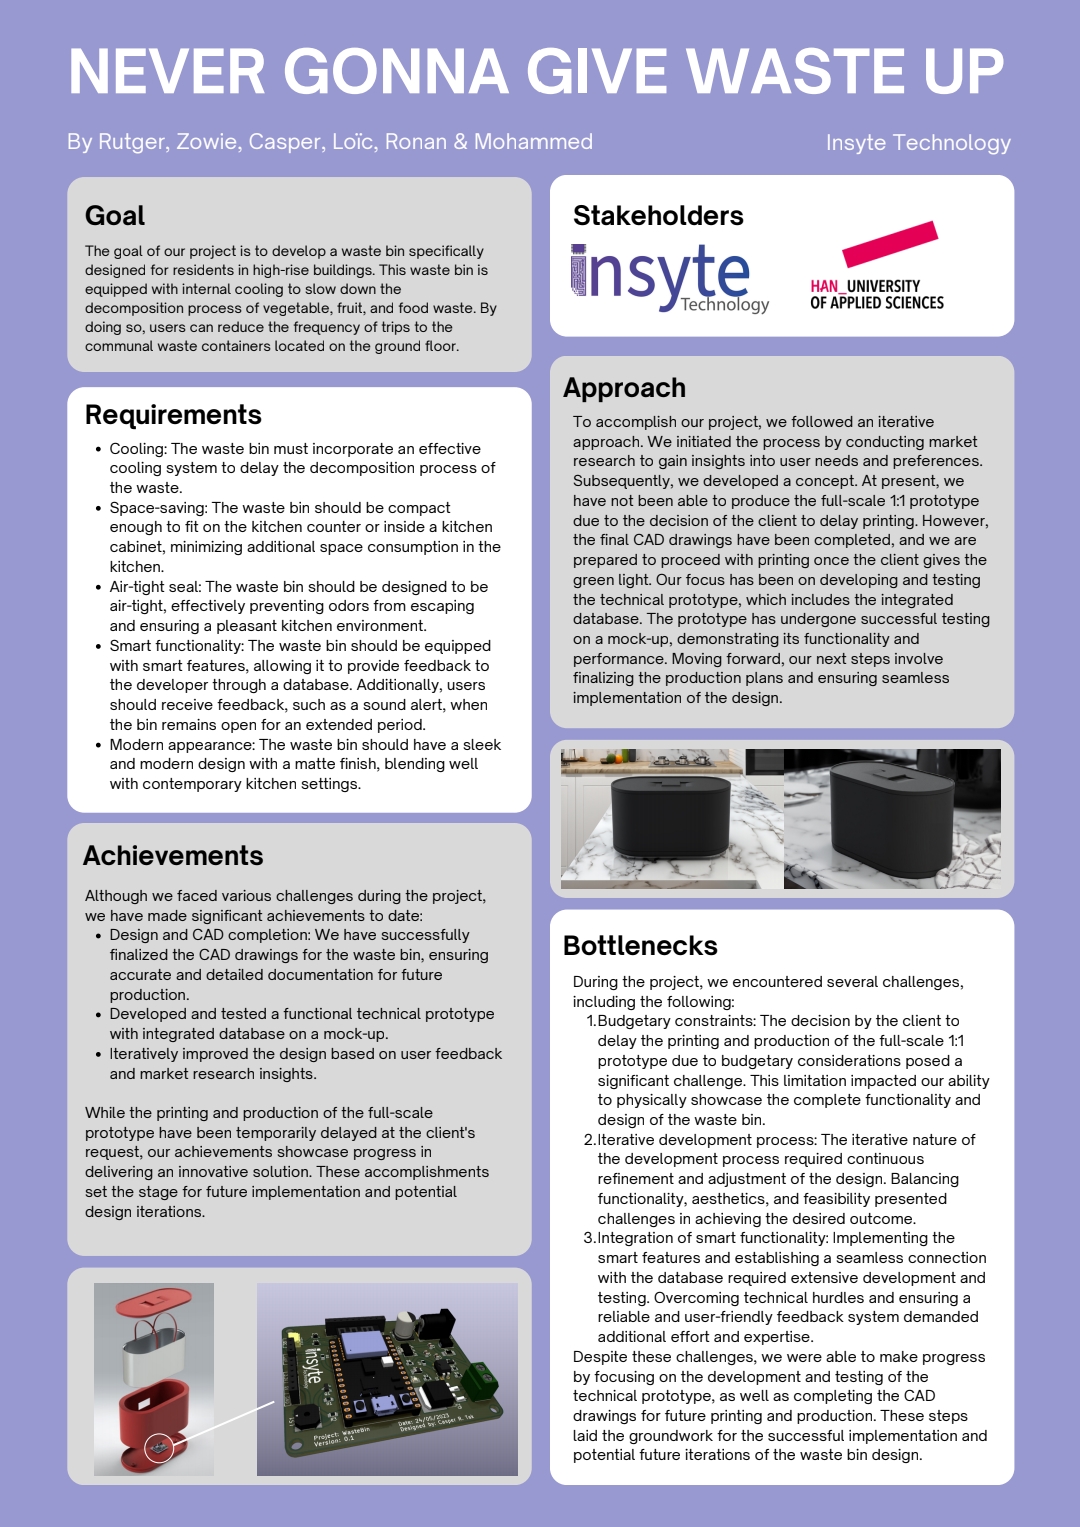 NEVER GONNA GIVE WASTE UP
By Rutger, Zowie, Casper, Loïc, Ronan & Mohammed
Insyte Technology
Goal
The goal of our project is to develop a waste bin specifically
designed for residents in high-rise buildings. This waste bin is
equipped with internal cooling to slow down the
decomposition process of vegetable, fruit, and food waste. By
doing so, users can reduce the frequency of trips to the
communal waste containers located on the ground floor.
Requirements
• Cooling: The waste bin must incorporate an effective
cooling system to delay the decomposition process of
the waste.
• Space-saving: The waste bin should be compact
enough to fit on the kitchen counter or inside a kitchen
cabinet, minimizing additional space consumption in the
kitchen.
• Air-tight seal: The waste bin should be designed to be
air-tight, effectively preventing odors from escaping
and ensuring a pleasant kitchen environment.
• Smart functionality: The waste bin should be equipped
with smart features, allowing it to provide feedback to
the developer through a database. Additionally, users
should receive feedback, such as a sound alert, when
the bin remains open for an extended period.
• Modern appearance: The waste bin should have a sleek
and modern design with a matte finish, blending well
with contemporary kitchen settings.
Achievements
Although we faced various challenges during the project,
we have made significant achievements to date:
• Design and CAD completion: We have successfully
finalized the CAD drawings for the waste bin, ensuring
accurate and detailed documentation for future
production.
• Developed and tested a functional technical prototype
with integrated database on a mock-up.
• Iteratively improved the design based on user feedback
and market research insights.
While the printing and production of the full-scale
prototype have been temporarily delayed at the client's
request, our achievements showcase progress in
delivering an innovative solution. These accomplishments
set the stage for future implementation and potential
design iterations.
insyte
Project: WasteBin
Version: 0.1
Date: 24/05/2023
Designed by: Casper R. Tak
Stakeholders
insyte
Technology
HAN_UNIVERSITY
OF APPLIED SCIENCES
Approach
To accomplish our project, we followed an iterative
approach. We initiated the process by conducting market
research to gain insights into user needs and preferences.
Subsequently, we developed a concept. At present, we
have not been able to produce the full-scale 1:1 prototype
due to the decision of the client to delay printing. However,
the final CAD drawings have been completed, and we are
prepared to proceed with printing once the client gives the
green light. Our focus has been on developing and testing
the technical prototype, which includes the integrated
database. The prototype has undergone successful testing
on a mock-up, demonstrating its functionality and
performance. Moving forward, our next steps involve
finalizing the production plans and ensuring seamless
implementation of the design.
Bottlenecks
During the project, we encountered several challenges,
including the following:
1. Budgetary constraints: The decision by the client to
delay the printing and production of the full-scale 1:1
prototype due to budgetary considerations posed a
significant challenge. This limitation impacted our ability
to physically showcase the complete functionality and
design of the waste bin.
2. Iterative development process: The iterative nature of
the development process required continuous
refinement and adjustment of the design. Balancing
functionality, aesthetics, and feasibility presented
challenges in achieving the desired outcome.
3. Integration of smart functionality: Implementing the
smart features and establishing a seamless connection
with the database required extensive development and
testing. Overcoming technical hurdles and ensuring a
reliable and user-friendly feedback system demanded
additional effort and expertise.
Despite these challenges, we were able to make progress
by focusing on the development and testing of the
technical prototype, as well as completing the CAD
drawings for future printing and production. These steps
laid the groundwork for the successful implementation and
potential future iterations of the waste bin design.